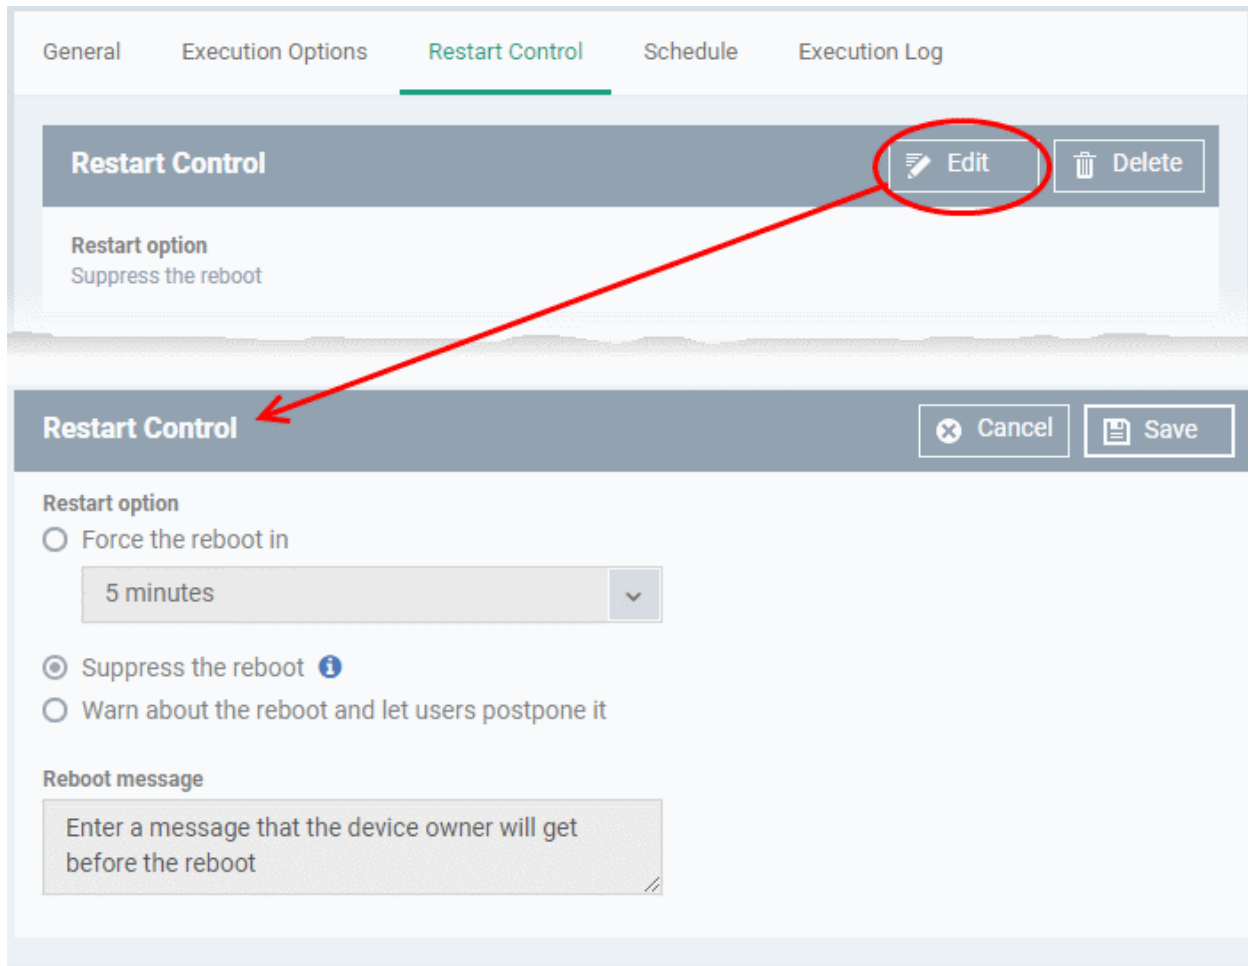 General Execution Options Restart Control Schedule Execution Log
Restart Control Edit Delete
Restart option
Suppress the reboot
Restart Control Cancel Save
Restart option
Force the reboot in
5 minutes
Suppress the reboot
Warn about the reboot and let users postpone it
Reboot message
Enter a message that the device owner will get
before the reboot